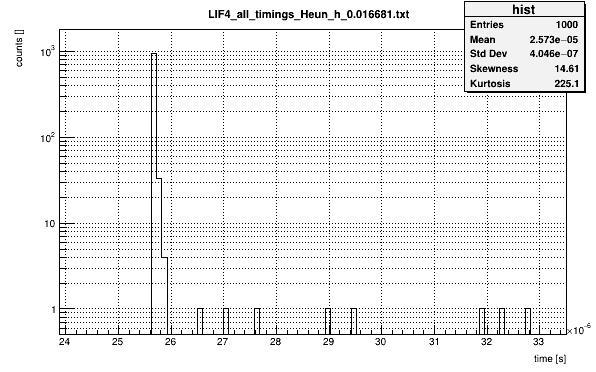 LIF4_all_timings_Heun_h_0.016681.txt
hist
Entries 1000
Mean 2.573e−05
Std Dev 4.046e−07
Skewness 14.61
Kurtosis 225.1
counts []
10³
10²
10
1
24 25 26 27 28 29 30 31 32 33
×10⁻⁶
time [s]